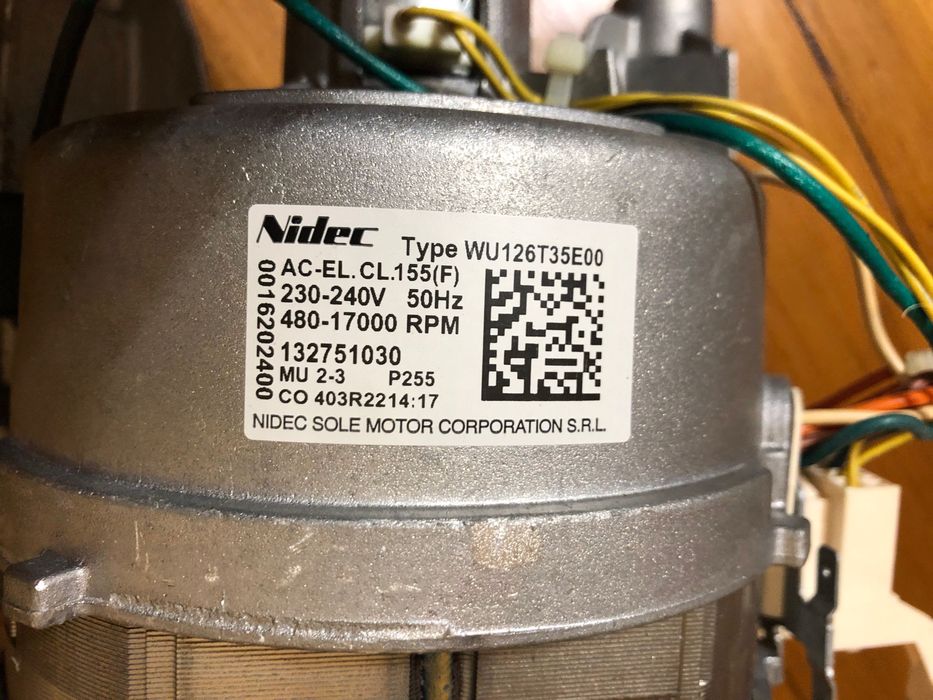 Nidec Type WU126T35E00
AC-EL.CL.155(F)
230-240V 50Hz
480-17000 RPM
132751030
MU 2-3 P255
CO 403R2214:17
NIDEC SOLE MOTOR CORPORATION S.R.L.
0016202400